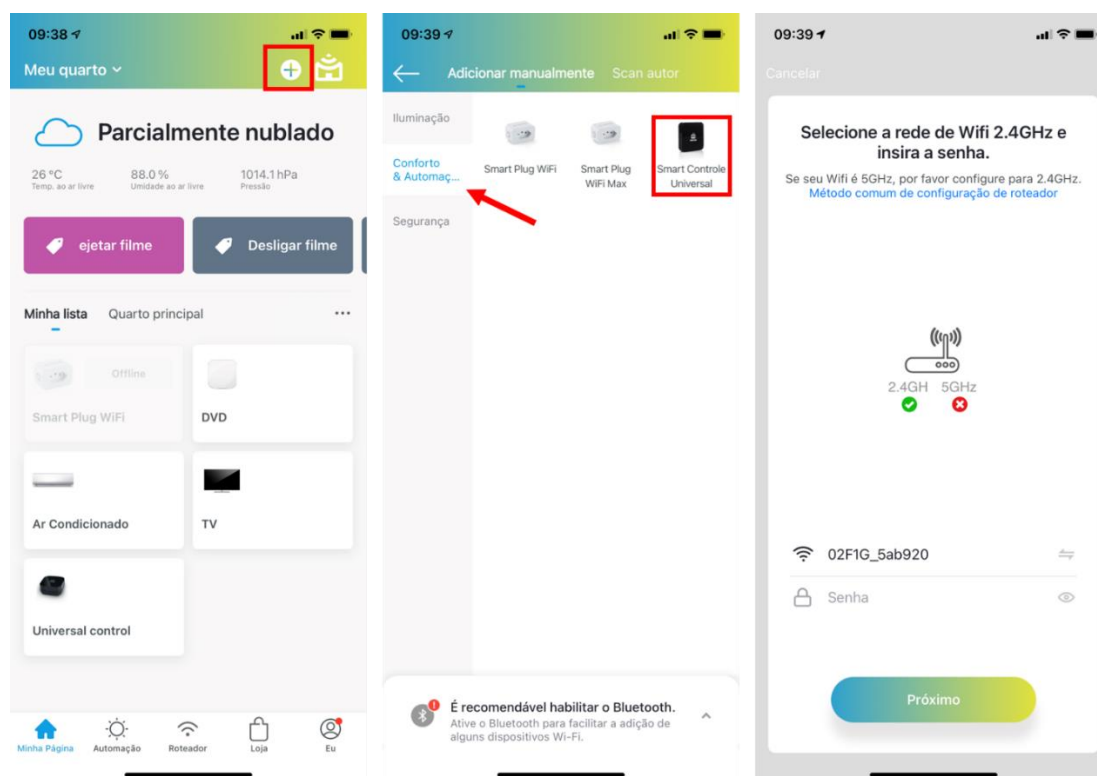 09:38
Meu quarto
Parcialmente nublado
26 °C
Temp. ao ar livre
88.0 %
Umidade ao ar livre
1014.1 hPa
Pressão
ejetar filme
Desligar filme
Minha lista
Quarto principal
Offline
Smart Plug WiFi
DVD
Ar Condicionado
TV
Universal control
Minha Página
Automação
Roteador
Loja
Eu
09:39
Adicionar manualmente
Scan autor
Iluminação
Conforto
& Automaç...
Segurança
Smart Plug WiFi
Smart Plug
WiFi Max
Smart Controle
Universal
É recomendável habilitar o Bluetooth.
Ative o Bluetooth para facilitar a adição de
alguns dispositivos Wi-Fi.
09:39
Cancelar
Selecione a rede de Wifi 2.4GHz e
insira a senha.
Se seu Wifi é 5GHz, por favor configure para 2.4GHz.
Método comum de configuração de roteador
2.4GH
5GHz
02F1G_5ab920
Senha
Próximo